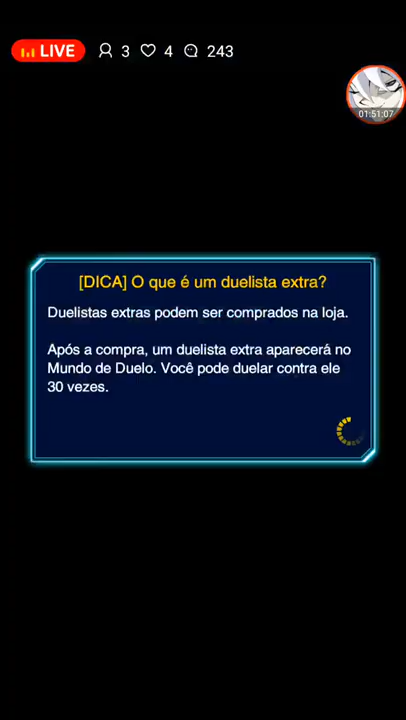 LIVE 3 4 243
01:51:07
[DICA] O que é um duelista extra?
Duelistas extras podem ser comprados na loja.
Após a compra, um duelista extra aparecerá no
Mundo de Duelo. Você pode duelar contra ele
30 vezes.